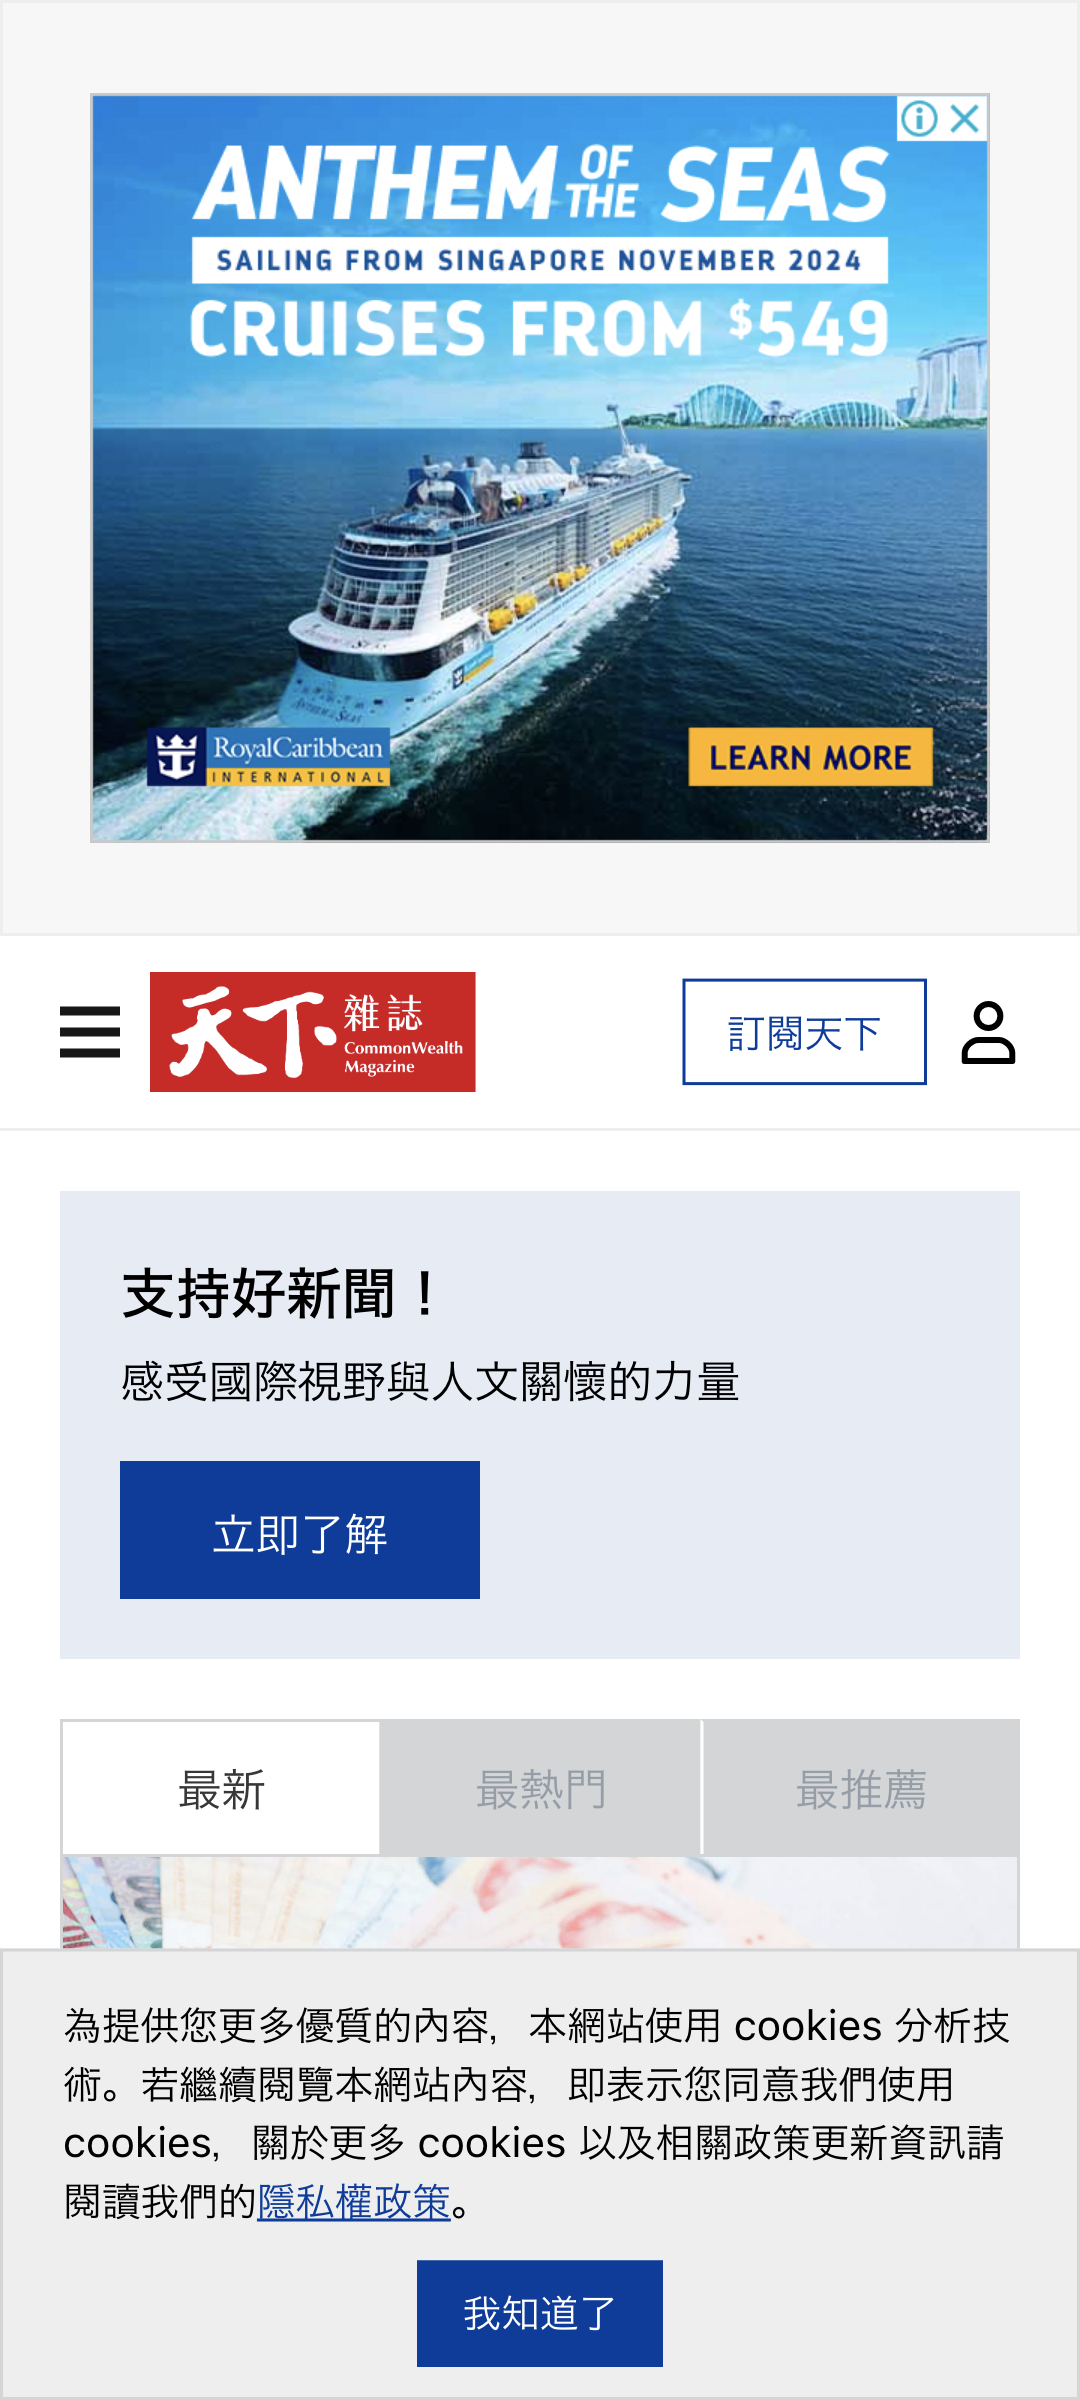 ANTHEM OF THE SEAS
SAILING FROM SINGAPORE NOVEMBER 2024
CRUISES FROM $549
ANTHEM OF THE SEAS
RoyalCaribbean
INTERNATIONAL
LEARN MORE
天下雜誌
CommonWealth
Magazine
訂閱天下
支持好新聞！
感受國際視野與人文關懷的力量
立即了解
最新
最熱門
最推薦
為提供您更多優質的內容，本網站使用 cookies 分析技
術。若繼續閱覽本網站內容，即表示您同意我們使用
cookies，關於更多 cookies 以及相關政策更新資訊請
閱讀我們的隱私權政策。
我知道了